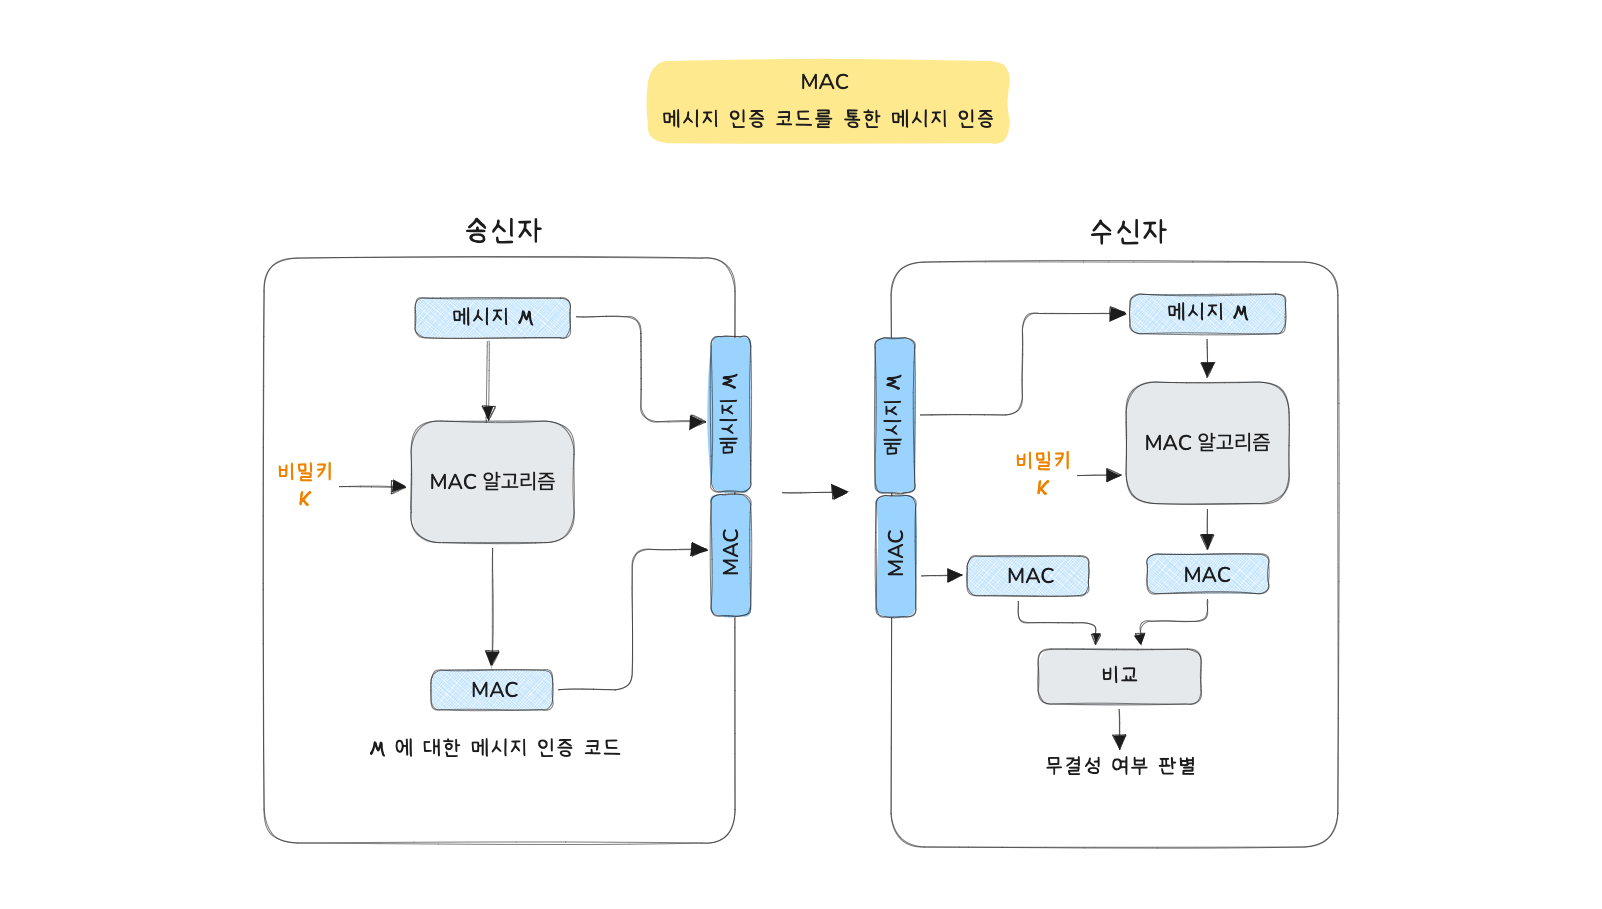 MAC
메시지 인증 코드를 통한 메시지 인증
송신자
메시지 M
비밀키
K
MAC 알고리즘
MAC
M 에 대한 메시지 인증 코드
메시지 M
MAC
수신자
메시지 M
MAC
메시지 M
비밀키
K
MAC 알고리즘
MAC
MAC
비교
무결성 여부 판별